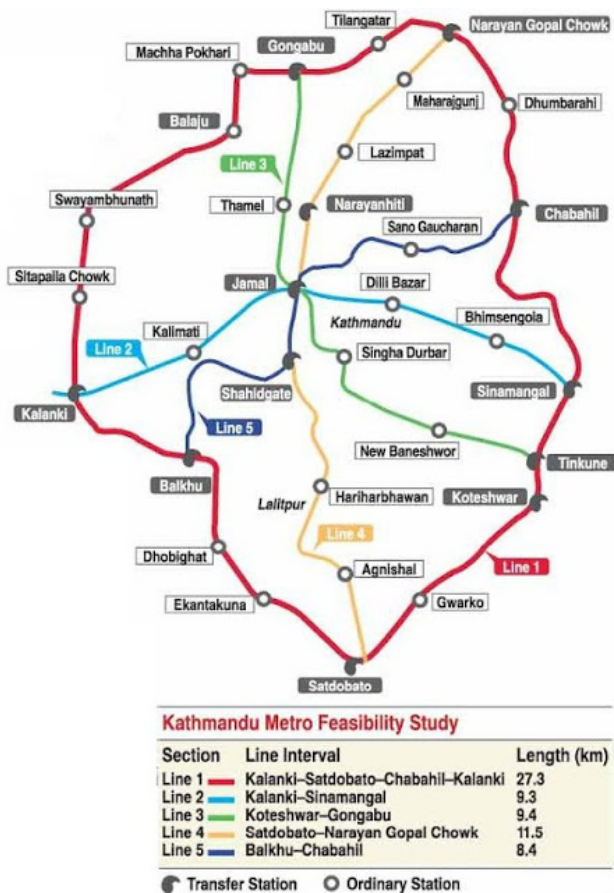 Tilangatar
Narayan Gopal Chowk
Machha Pokhari
Gongabu
Maharajgunj
Dhumbarahi
Balaju
Lazimpat
Line 3
Swayambhunath
Thamel
Narayanhiti
Chabahil
Sano Gaucharan
Sitapaila Chowk
Jamal
Dilli Bazar
Kathmandu
Bhimsengola
Kalimati
Line 2
Singha Durbar
Shahidgate
Sinamangal
Kalanki
Line 5
New Baneshwor
Tinkune
Balkhu
Hariharbhawan
Koteshwar
Lalitpur
Line 4
Dhobighat
Agnishal
Line 1
Ekantakuna
Gwarko
Satdobato
Kathmandu Metro Feasibility Study
Section Line Interval Length (km)
Line 1 Kalanki–Satdobato–Chabahil–Kalanki 27.3
Line 2 Kalanki–Sinamangal 9.3
Line 3 Koteshwar–Gongabu 9.4
Line 4 Satdobato–Narayan Gopal Chowk 11.5
Line 5 Balkhu–Chabahil 8.4
Transfer Station Ordinary Station